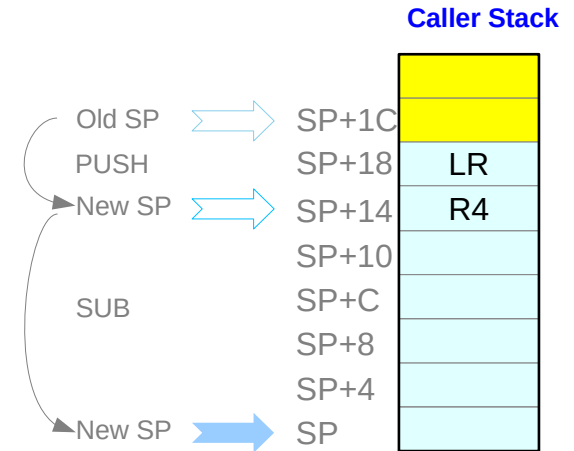 Caller Stack
Old SP SP+1C
PUSH SP+18 LR
New SP SP+14 R4
SP+10
SUB SP+C
SP+8
SP+4
New SP SP